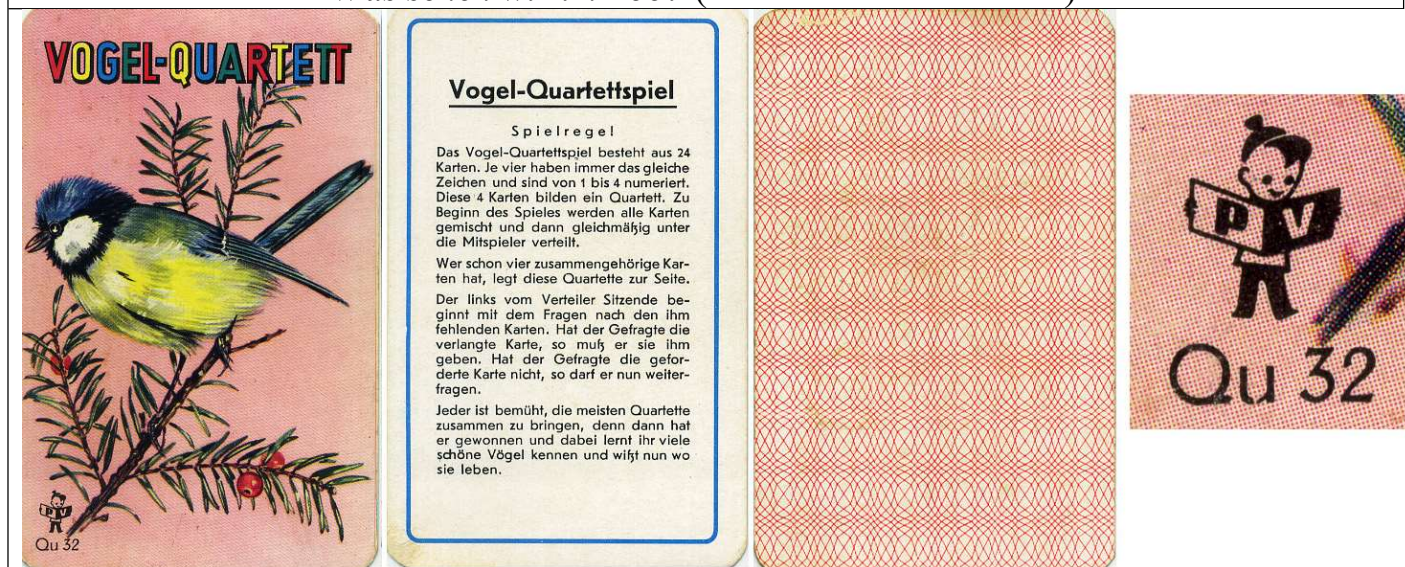 VOGEL-QUARTETT
Qu 32
Vogel-Quartettspiel
Spielregel
Das Vogel-Quartettspiel besteht aus 24
Karten. Je vier haben immer das gleiche
Zeichen und sind von 1 bis 4 numeriert.
Diese 4 Karten bilden ein Quartett. Zu
Beginn des Spieles werden alle Karten
gemischt und dann gleichmäßig unter
die Mitspieler verteilt.
Wer schon vier zusammengehörige Kar-
ten hat, legt diese Quartette zur Seite.
Der links vom Verteiler Sitzende be-
ginnt mit dem Fragen nach den ihm
fehlenden Karten. Hat der Gefragte die
verlangte Karte, so muß er sie ihm
geben. Hat der Gefragte die gefor-
derte Karte nicht, so darf er nun weiter-
fragen.
Jeder ist bemüht, die meisten Quartette
zusammen zu bringen, denn dann hat
er gewonnen und dabei lernt ihr viele
schöne Vögel kennen und wißt nun wo
sie leben.
P V
Qu 32